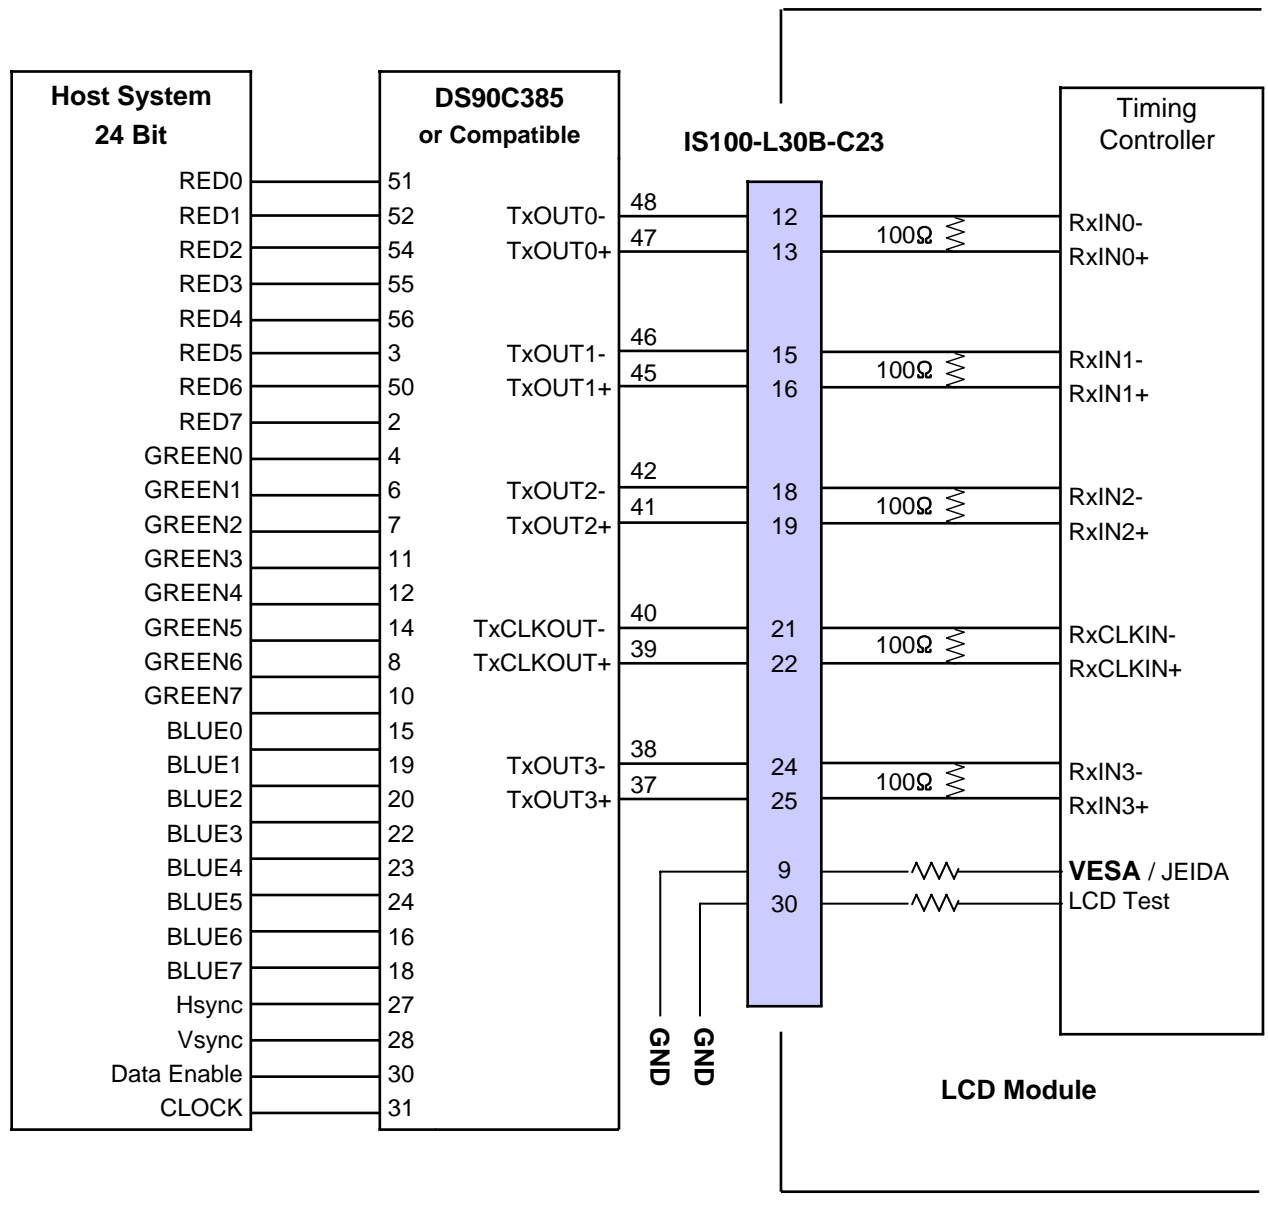 Host System
24 Bit
RED0
RED1
RED2
RED3
RED4
RED5
RED6
RED7
GREEN0
GREEN1
GREEN2
GREEN3
GREEN4
GREEN5
GREEN6
GREEN7
BLUE0
BLUE1
BLUE2
BLUE3
BLUE4
BLUE5
BLUE6
BLUE7
Hsync
Vsync
Data Enable
CLOCK
DS90C385
or Compatible
51
52
54
55
56
3
50
2
4
6
7
11
12
14
8
10
15
19
20
22
23
24
16
18
27
28
30
31
TxOUT0-
TxOUT0+
TxOUT1-
TxOUT1+
TxOUT2-
TxOUT2+
TxCLKOUT-
TxCLKOUT+
TxOUT3-
TxOUT3+
48
47
46
45
42
41
40
39
38
37
GND
GND
IS100-L30B-C23
12
13
15
16
18
19
21
22
24
25
9
30
100Ω
100Ω
100Ω
100Ω
100Ω
Timing
Controller
RxIN0-
RxIN0+
RxIN1-
RxIN1+
RxIN2-
RxIN2+
RxCLKIN-
RxCLKIN+
RxIN3-
RxIN3+
VESA / JEIDA
LCD Test
LCD Module